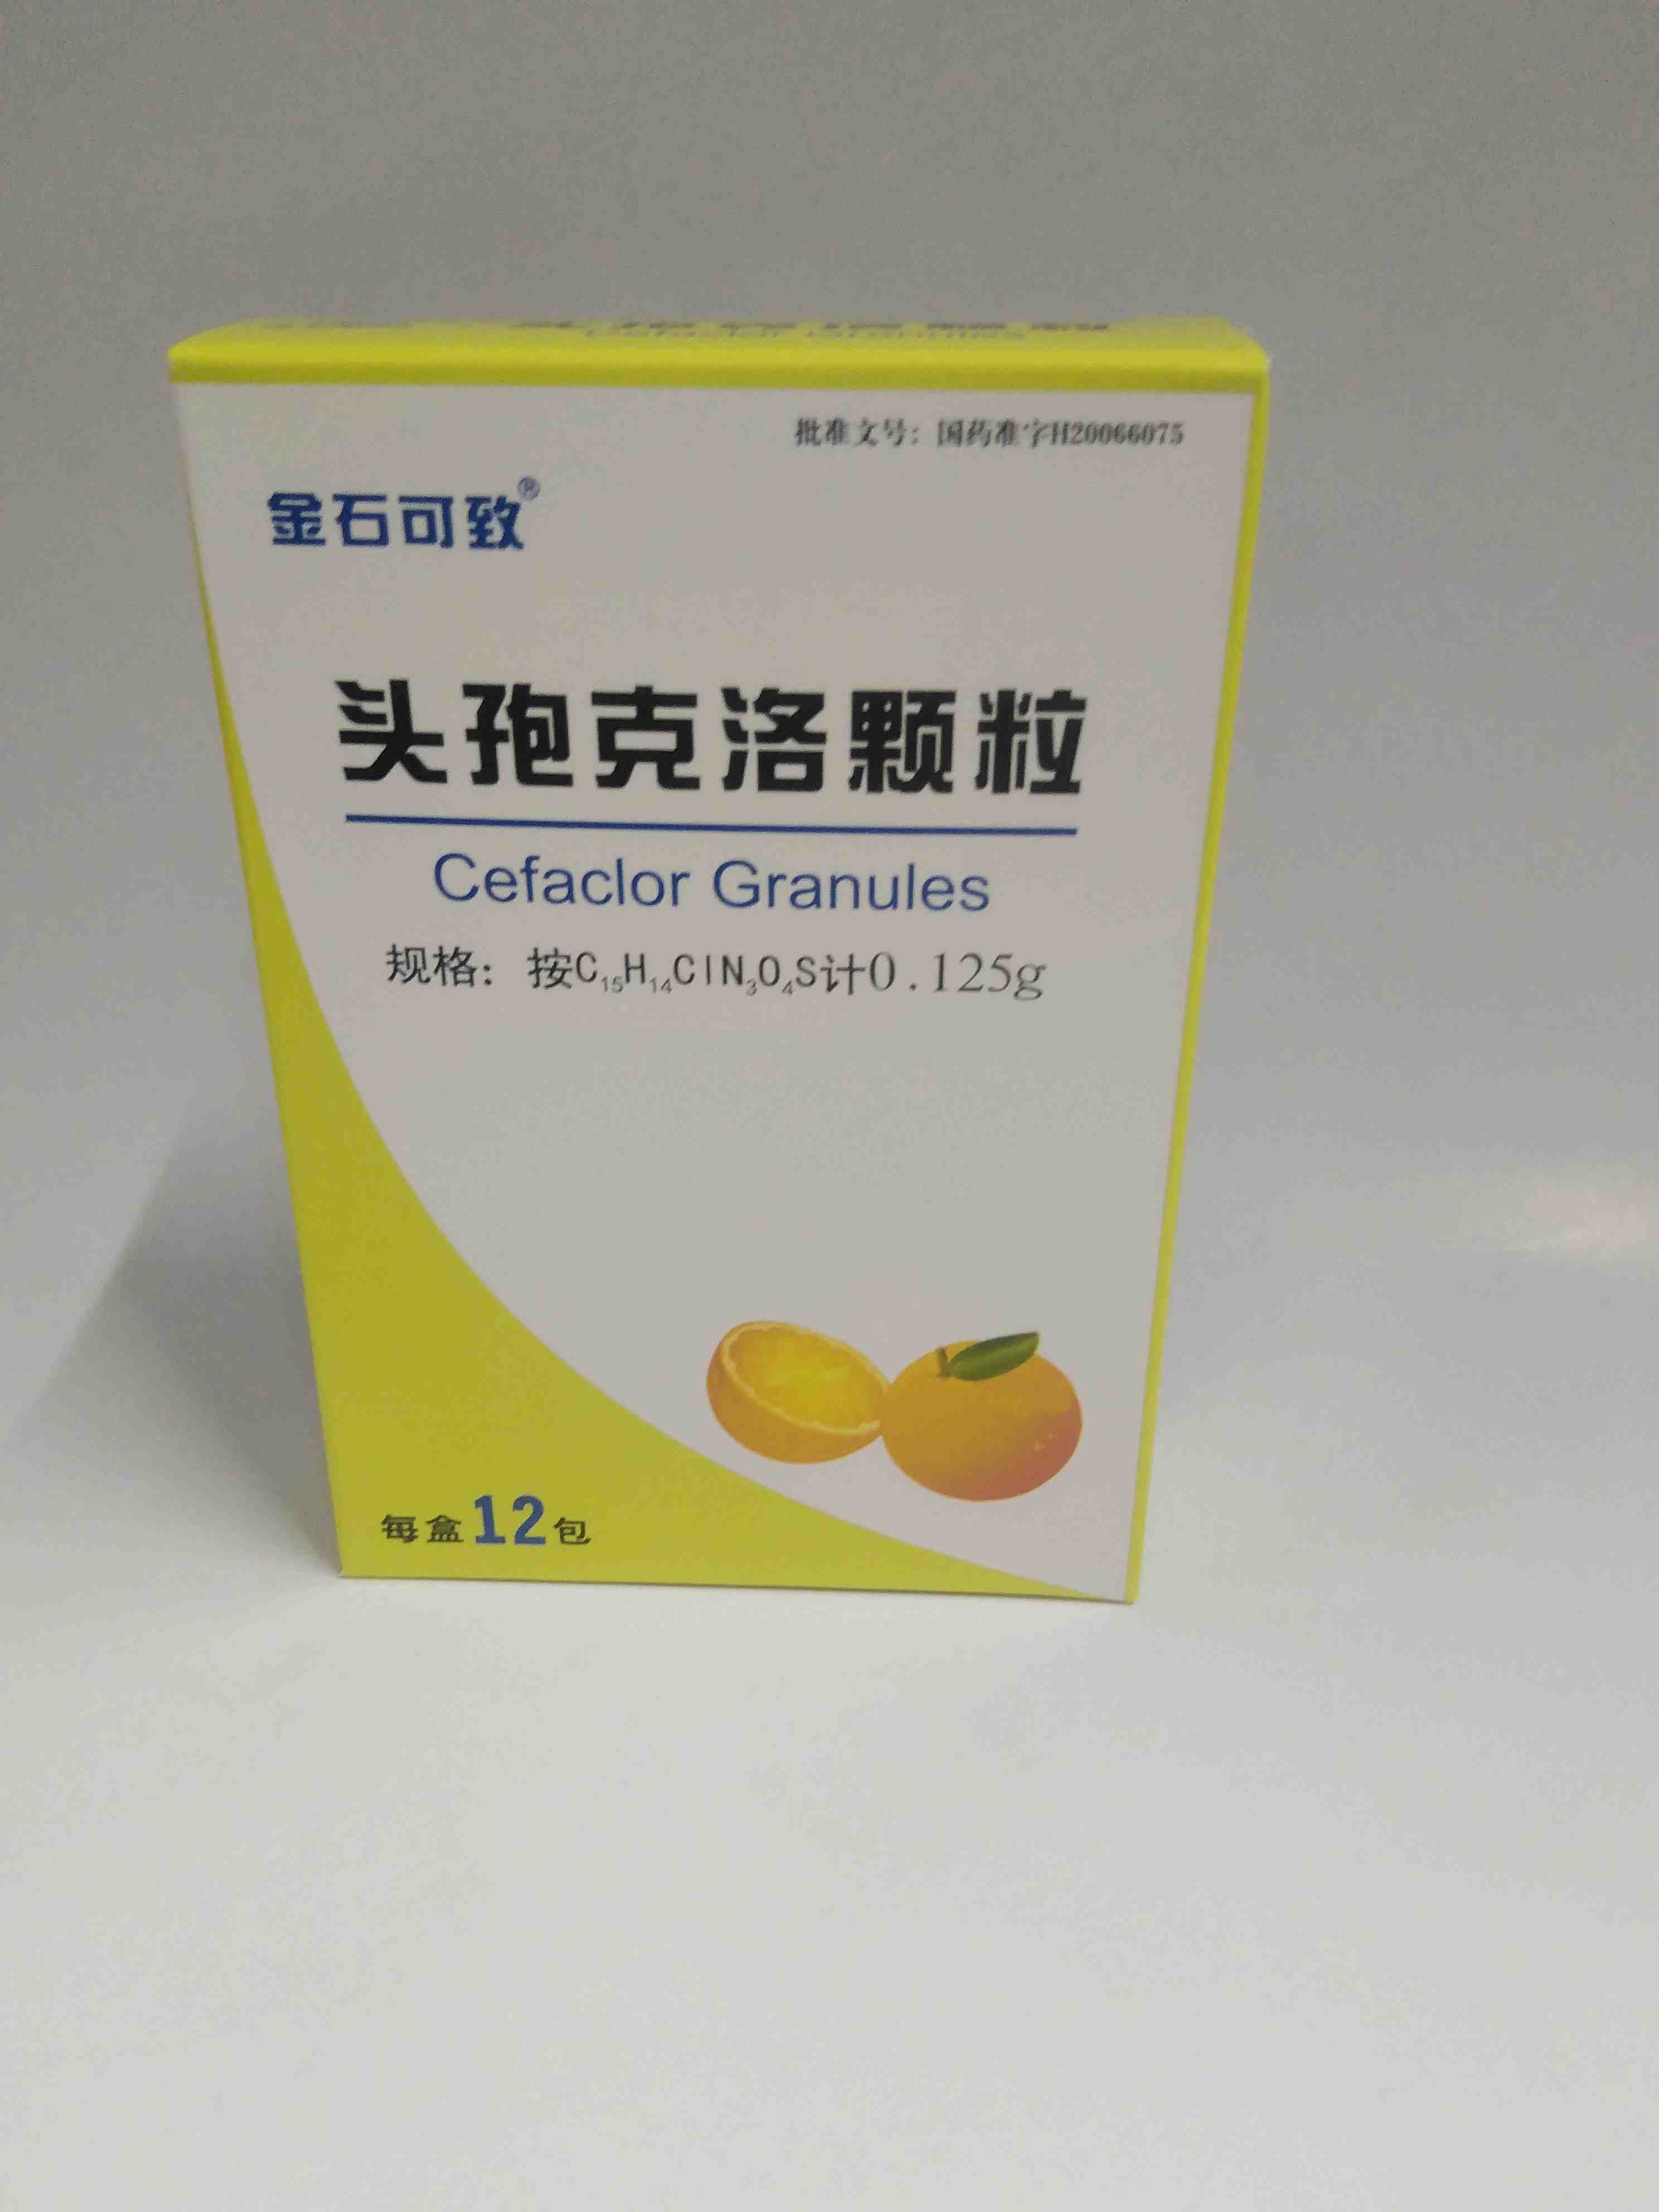 批准文号：国药准字H20066075
金石可致®
头孢克洛颗粒
Cefaclor Granules
规格：按C₁₅H₁₄ClN₃O₄S计0.125g
每盒12包